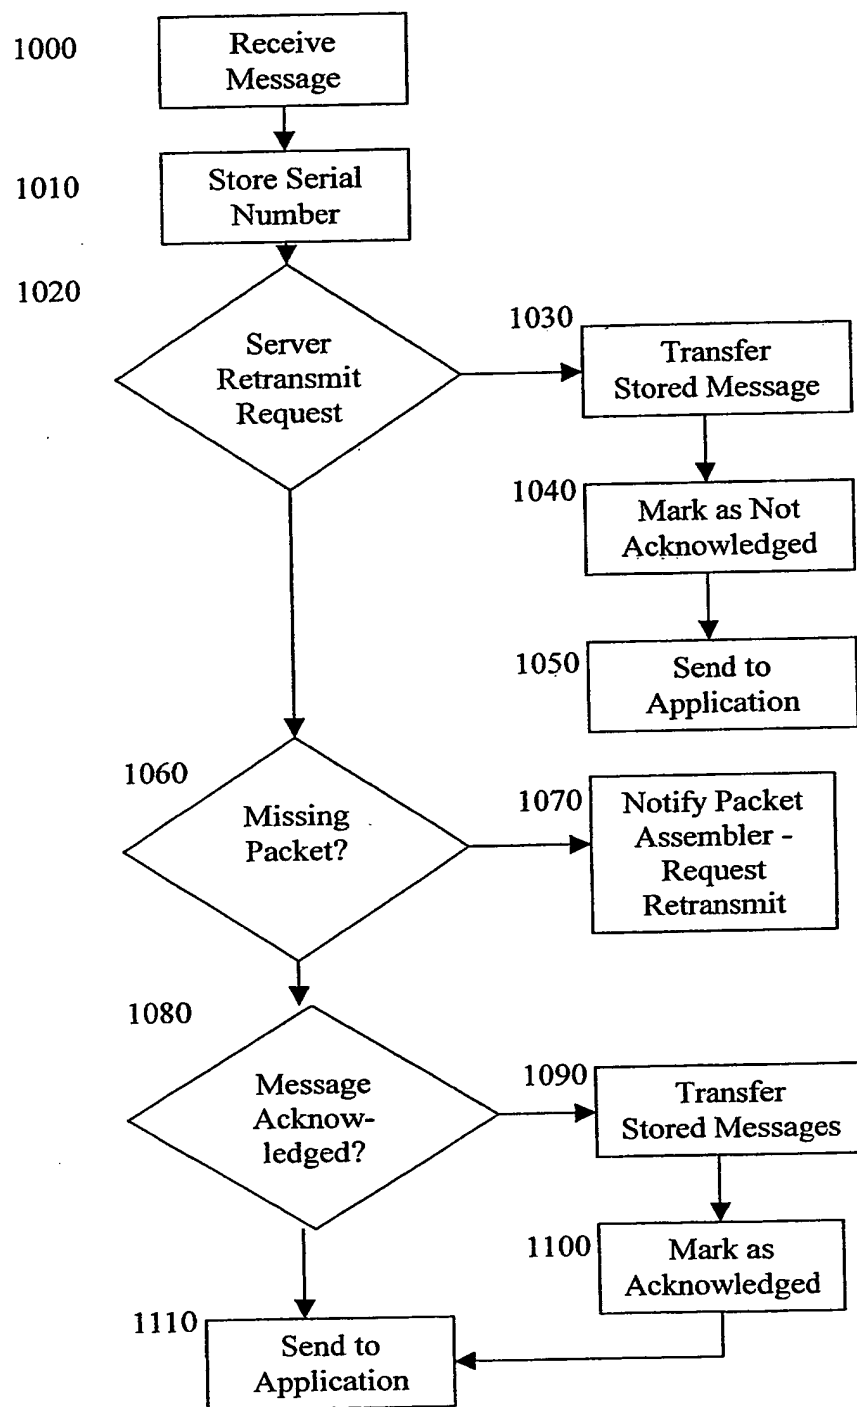 1000
Receive
Message
1010
Store Serial
Number
1020
Server
Retransmit
Request
1030
Transfer
Stored Message
1040
Mark as Not
Acknowledged
1050
Send to
Application
1060
Missing
Packet?
1070
Notify Packet
Assembler -
Request
Retransmit
1080
Message
Acknow-
ledged?
1090
Transfer
Stored Messages
1100
Mark as
Acknowledged
1110
Send to
Application